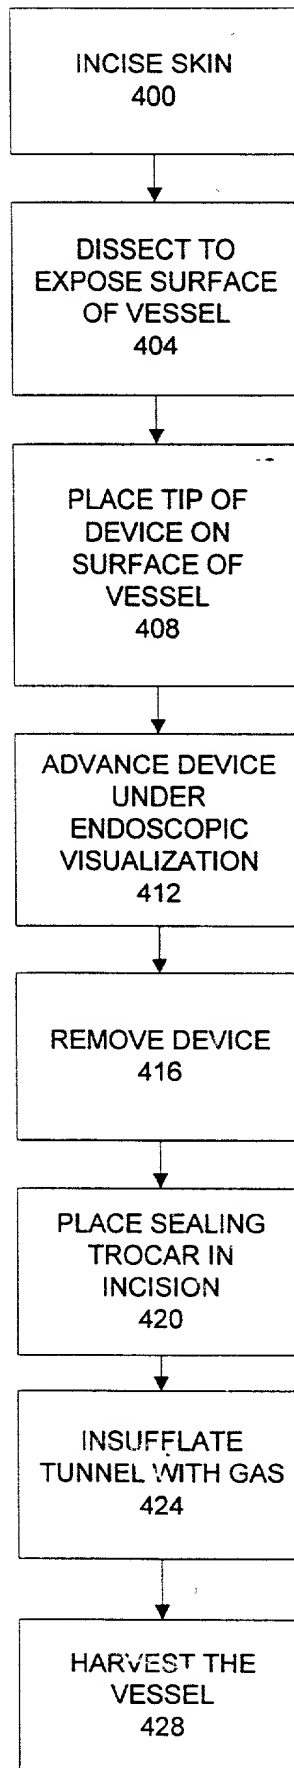 INCISE SKIN
400
DISSECT TO
EXPOSE SURFACE
OF VESSEL
404
PLACE TIP OF
DEVICE ON
SURFACE OF
VESSEL
408
ADVANCE DEVICE
UNDER
ENDOSCOPIC
VISUALIZATION
412
REMOVE DEVICE
416
PLACE SEALING
TROCAR IN
INCISION
420
INSUFFLATE
TUNNEL WITH GAS
424
HARVEST THE
VESSEL
428